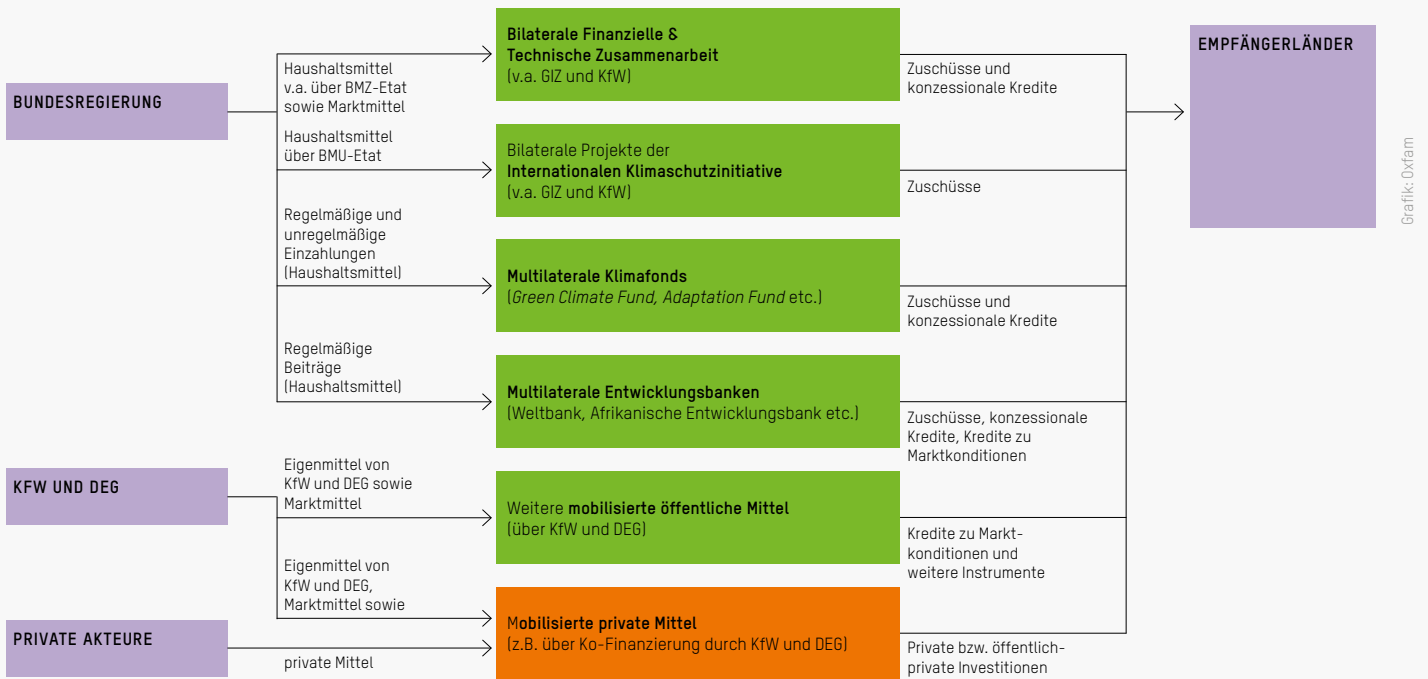 BUNDESREGIERUNG
Haushaltsmittel
v.a. über BMZ-Etat
sowie Marktmittel
Bilaterale Finanzielle &
Technische Zusammenarbeit
(v.a. GIZ und KfW)
Zuschüsse und
konzessionale Kredite
EMPFÄNGERLÄNDER
Haushaltsmittel
über BMU-Etat
Bilaterale Projekte der
Internationalen Klimaschutzinitiative
(v.a. GIZ und KfW)
Zuschüsse
Regelmäßige und
unregelmäßige
Einzahlungen
(Haushaltsmittel)
Multilaterale Klimafonds
(Green Climate Fund, Adaptation Fund etc.)
Zuschüsse und
konzessionale Kredite
Regelmäßige
Beiträge
(Haushaltsmittel)
Multilaterale Entwicklungsbanken
(Weltbank, Afrikanische Entwicklungsbank etc.)
Zuschüsse, konzessionale
Kredite, Kredite zu
Marktkonditionen
KFW UND DEG
Eigenmittel von
KfW und DEG sowie
Marktmittel
Weitere mobilisierte öffentliche Mittel
(über KfW und DEG)
Kredite zu Markt-
konditionen und
weitere Instrumente
Eigenmittel von
KfW und DEG,
Marktmittel sowie
PRIVATE AKTEURE
private Mittel
Mobilisierte private Mittel
(z.B. über Ko-Finanzierung durch KfW und DEG)
Private bzw. öffentlich-
private Investitionen
Grafik: Oxfam